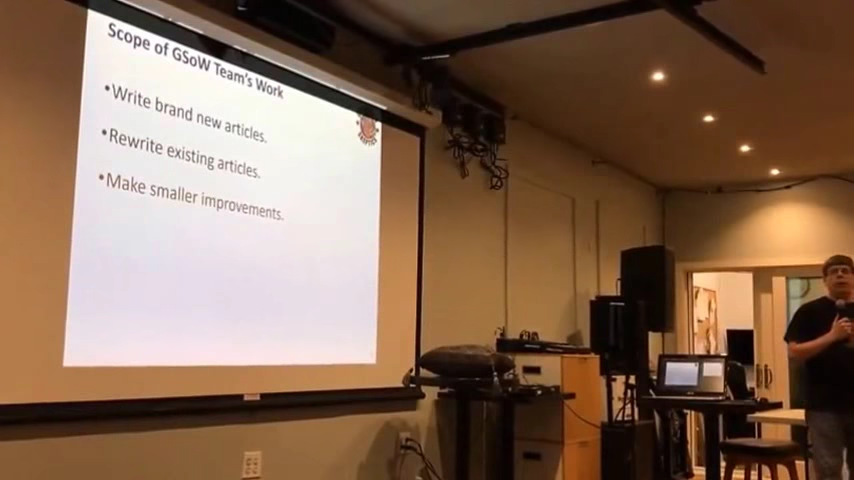 Scope of GSoW Team's Work
•Write brand new articles.
•Rewrite existing articles.
•Make smaller improvements.